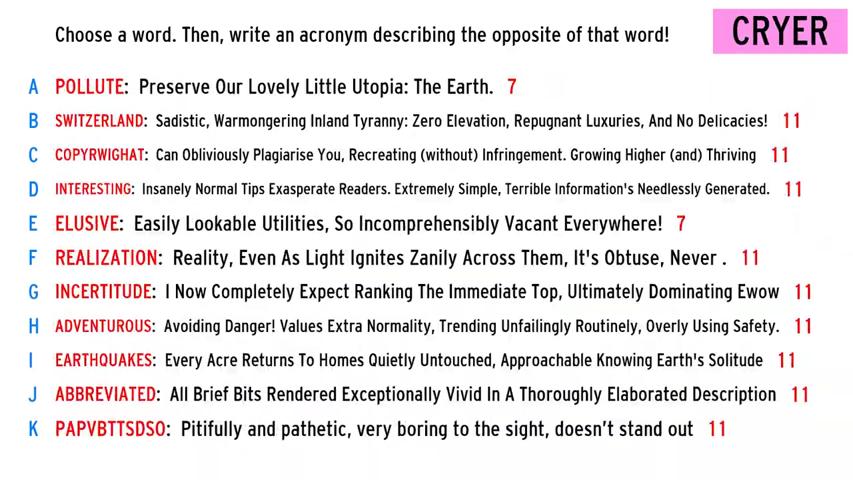 Choose a word. Then, write an acronym describing the opposite of that word!
CRYER
A POLLUTE: Preserve Our Lovely Little Utopia: The Earth. 7
B SWITZERLAND: Sadistic, Warmongering Inland Tyranny: Zero Elevation, Repugnant Luxuries, And No Delicacies! 11
C COPYRWIGHAT: Can Obliviously Plagiarise You, Recreating (without) Infringement. Growing Higher (and) Thriving 11
D INTERESTING: Insanely Normal Tips Exasperate Readers. Extremely Simple, Terrible Information's Needlessly Generated. 11
E ELUSIVE: Easily Lookable Utilities, So Incomprehensibly Vacant Everywhere! 7
F REALIZATION: Reality, Even As Light Ignites Zanily Across Them, It's Obtuse, Never . 11
G INCERTITUDE: I Now Completely Expect Ranking The Immediate Top, Ultimately Dominating Ewow 11
H ADVENTUROUS: Avoiding Danger! Values Extra Normality, Trending Unfailingly Routinely, Overly Using Safety. 11
I EARTHQUAKES: Every Acre Returns To Homes Quietly Untouched, Approachable Knowing Earth's Solitude 11
J ABBREVIATED: All Brief Bits Rendered Exceptionally Vivid In A Thoroughly Elaborated Description 11
K PAPVBTTSDSO: Pitifully and pathetic, very boring to the sight, doesn't stand out 11